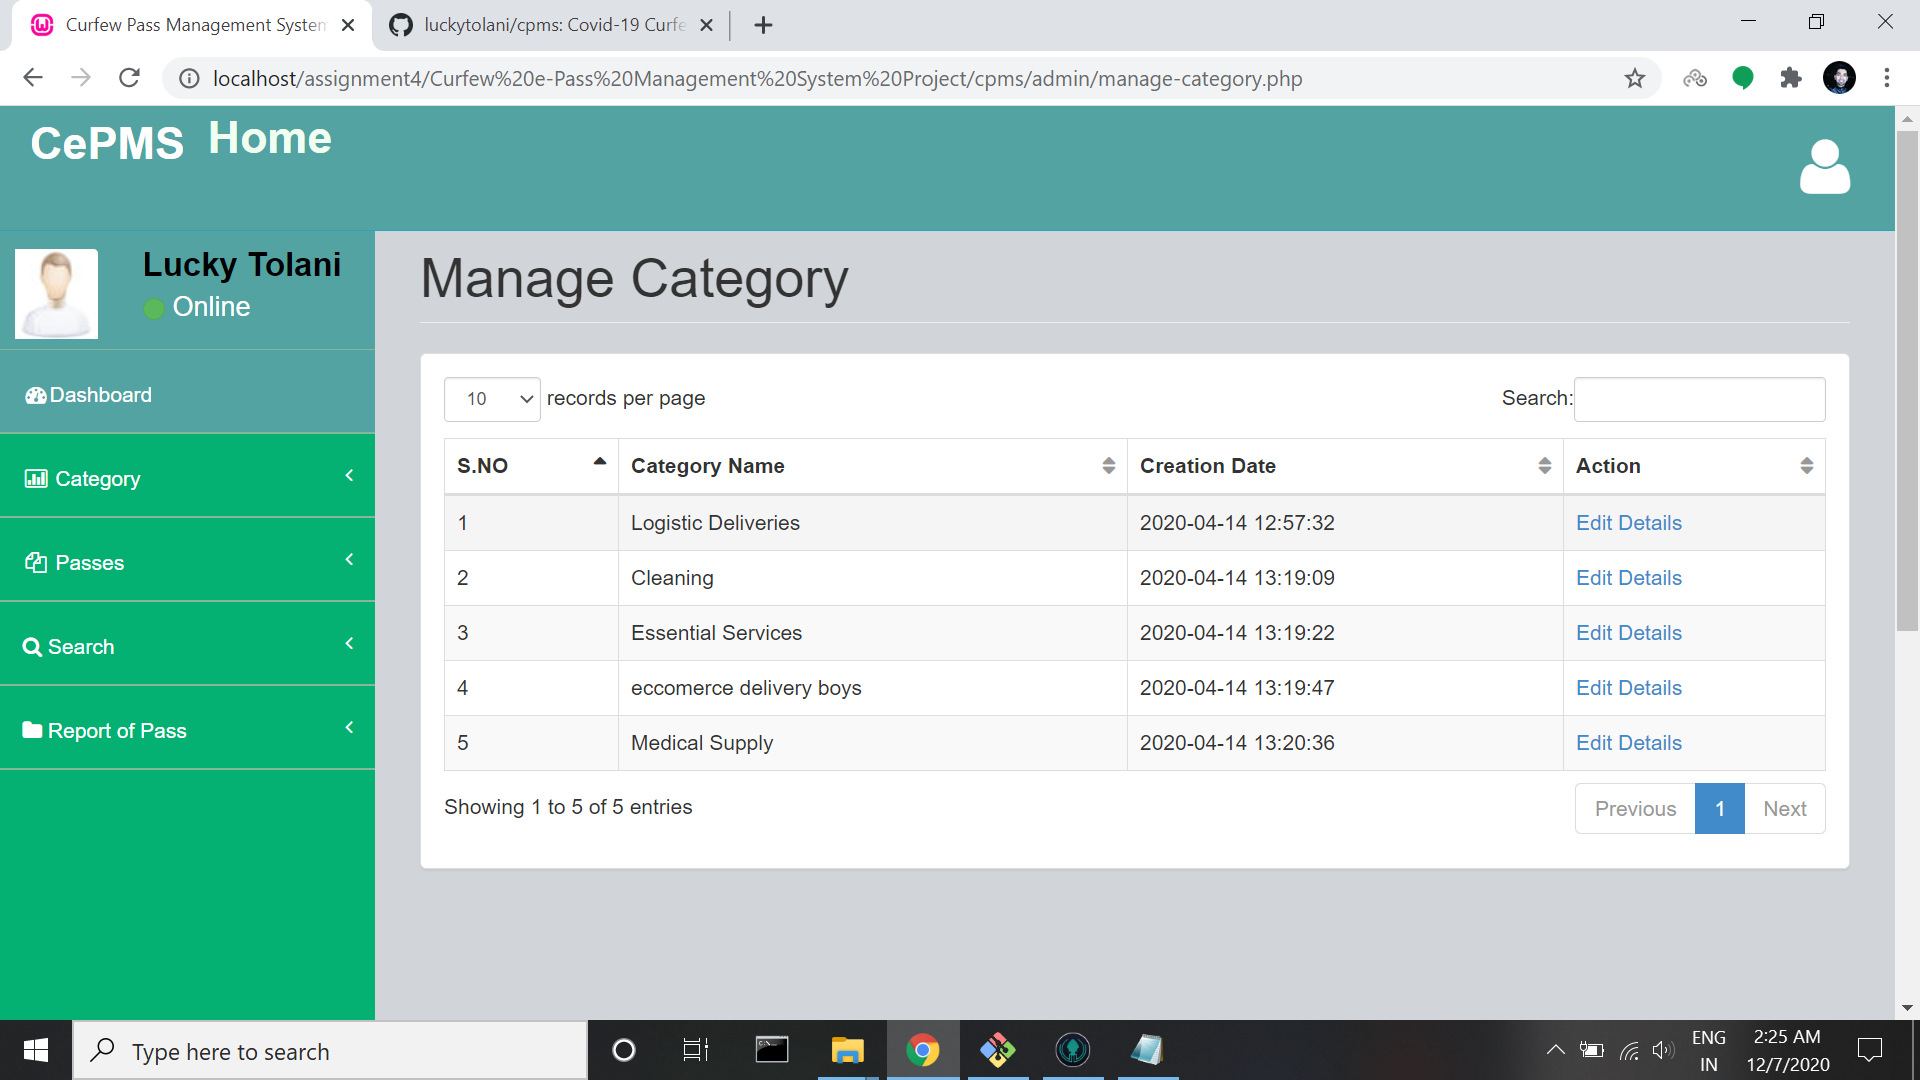 Curfew Pass Management System
luckytolani/cpms: Covid-19 Curfe
localhost/assignment4/Curfew%20e-Pass%20Management%20System%20Project/cpms/admin/manage-category.php
CePMS Home
Lucky Tolani
Online
Dashboard
Category
Passes
Search
Report of Pass
Manage Category
10 records per page Search:
S.NO Category Name Creation Date Action
1 Logistic Deliveries 2020-04-14 12:57:32 Edit Details
2 Cleaning 2020-04-14 13:19:09 Edit Details
3 Essential Services 2020-04-14 13:19:22 Edit Details
4 eccomerce delivery boys 2020-04-14 13:19:47 Edit Details
5 Medical Supply 2020-04-14 13:20:36 Edit Details
Showing 1 to 5 of 5 entries Previous 1 Next
Type here to search
ENG 2:25 AM
IN 12/7/2020